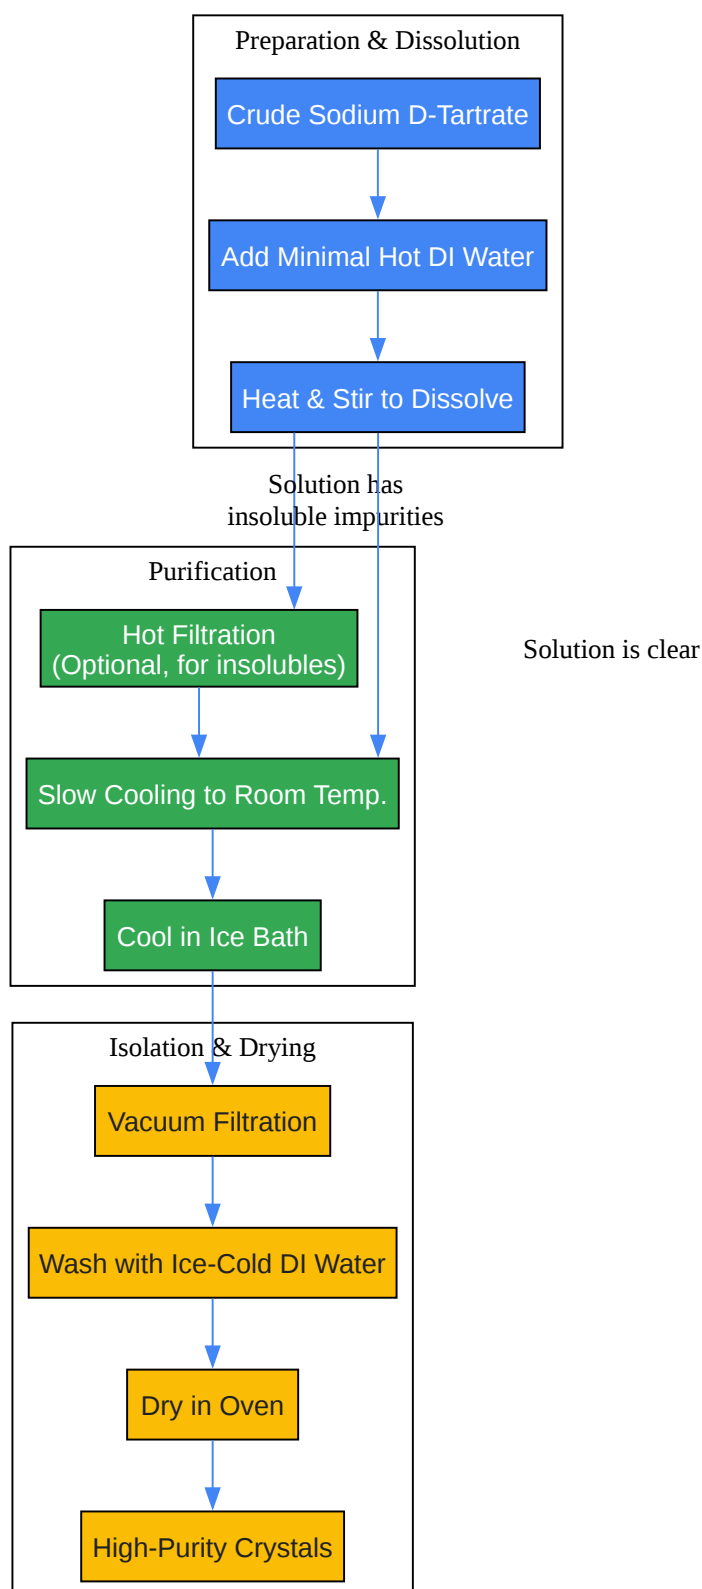 Preparation & Dissolution
Crude Sodium D-Tartrate
Add Minimal Hot DI Water
Heat & Stir to Dissolve
Solution has
insoluble impurities
Purification
Hot Filtration
(Optional, for insolubles)
Solution is clear
Slow Cooling to Room Temp.
Cool in Ice Bath
Isolation & Drying
Vacuum Filtration
Wash with Ice-Cold DI Water
Dry in Oven
High-Purity Crystals